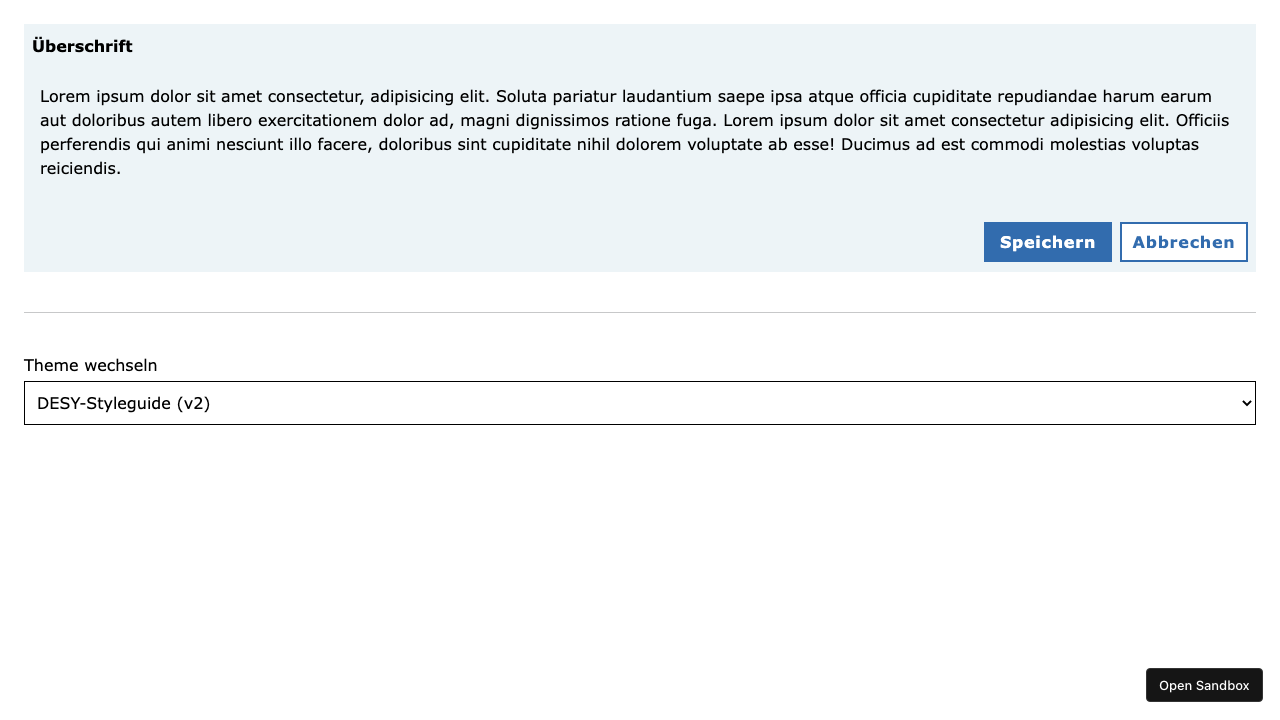 Überschrift
Lorem ipsum dolor sit amet consectetur, adipisicing elit. Soluta pariatur laudantium saepe ipsa atque officia cupiditate repudiandae harum earum
aut doloribus autem libero exercitationem dolor ad, magni dignissimos ratione fuga. Lorem ipsum dolor sit amet consectetur adipisicing elit. Officiis
perferendis qui animi nesciunt illo facere, doloribus sint cupiditate nihil dolorem voluptate ab esse! Ducimus ad est commodi molestias voluptas
reiciendis.
Speichern Abbrechen
Theme wechseln
DESY-Styleguide (v2)
Open Sandbox